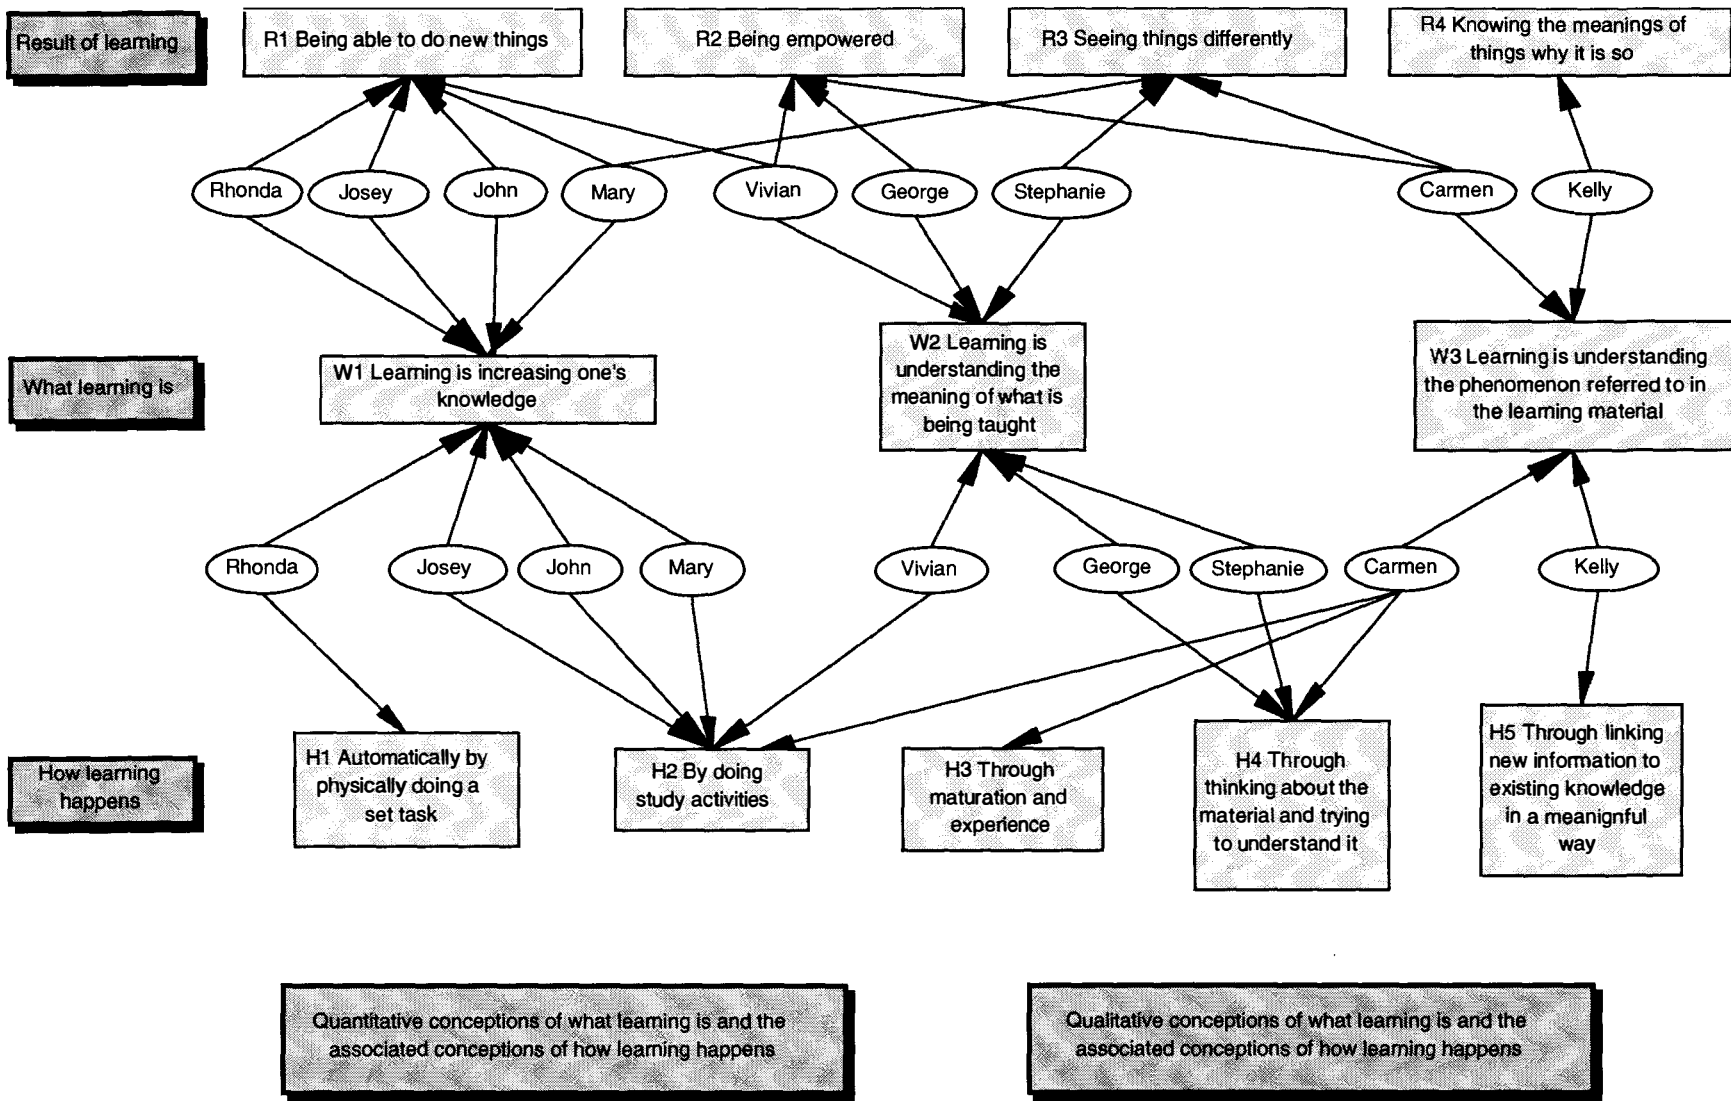 Result of learning
R1 Being able to do new things
R2 Being empowered
R3 Seeing things differently
R4 Knowing the meanings of
things why it is so
Rhonda
Josey
John
Mary
Vivian
George
Stephanie
Carmen
Kelly
What learning is
W1 Learning is increasing one's
knowledge
W2 Learning is
understanding the
meaning of what is
being taught
W3 Learning is understanding
the phenomenon referred to in
the learning material
Rhonda
Josey
John
Mary
Vivian
George
Stephanie
Carmen
Kelly
How learning
happens
H1 Automatically by
physically doing a
set task
H2 By doing
study activities
H3 Through
maturation and
experience
H4 Through
thinking about the
material and trying
to understand it
H5 Through linking
new information to
existing knowledge
in a meanignful
way
Quantitative conceptions of what learning is and the
associated conceptions of how learning happens
Qualitative conceptions of what learning is and the
associated conceptions of how learning happens